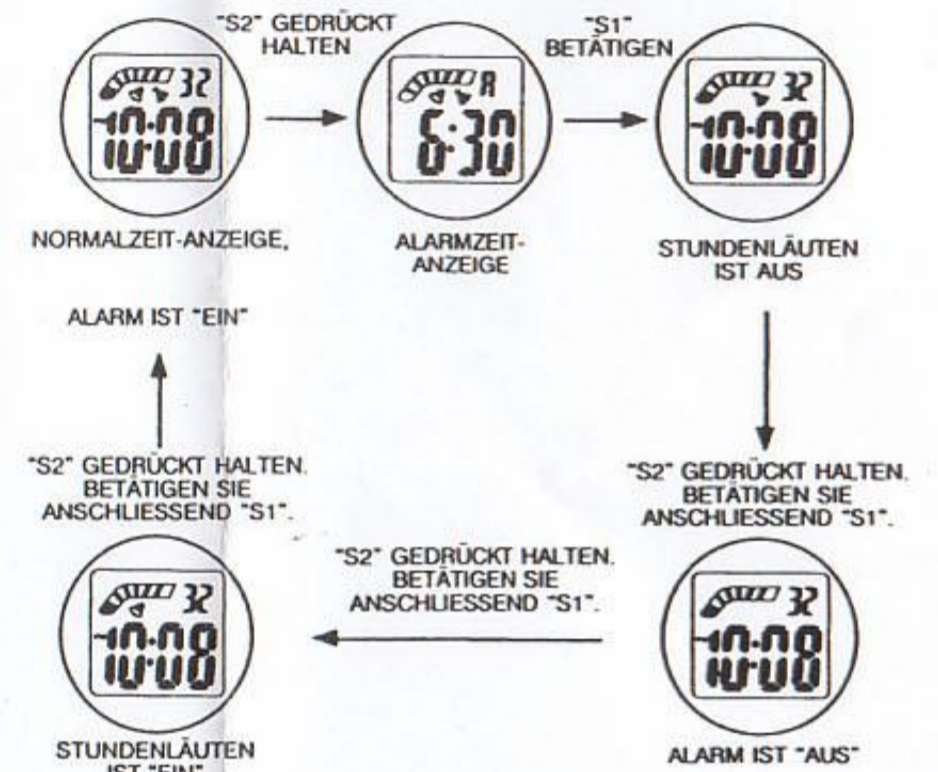 "S2" GEDRÜCKT
HALTEN
"S1"
BETÄTIGEN
32
10:08
A
6:30
32
10:08
NORMALZEIT-ANZEIGE,
ALARMZEIT-
ANZEIGE
STUNDENLÄUTEN
IST AUS
ALARM IST "EIN"
"S2" GEDRÜCKT HALTEN.
BETÄTIGEN SIE
ANSCHLIESSEND "S1".
"S2" GEDRÜCKT HALTEN.
BETÄTIGEN SIE
ANSCHLIESSEND "S1".
"S2" GEDRÜCKT HALTEN.
BETÄTIGEN SIE
ANSCHLIESSEND "S1".
32
10:08
32
10:08
STUNDENLÄUTEN
IST "EIN"
ALARM IST "AUS"